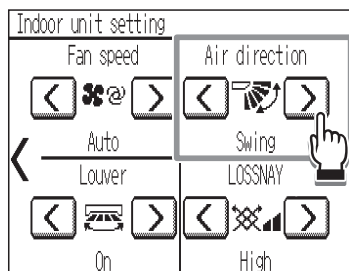 Indoor unit setting
Fan speed
Air direction
Auto
Swing
Louver
LOSSNAY
On
High